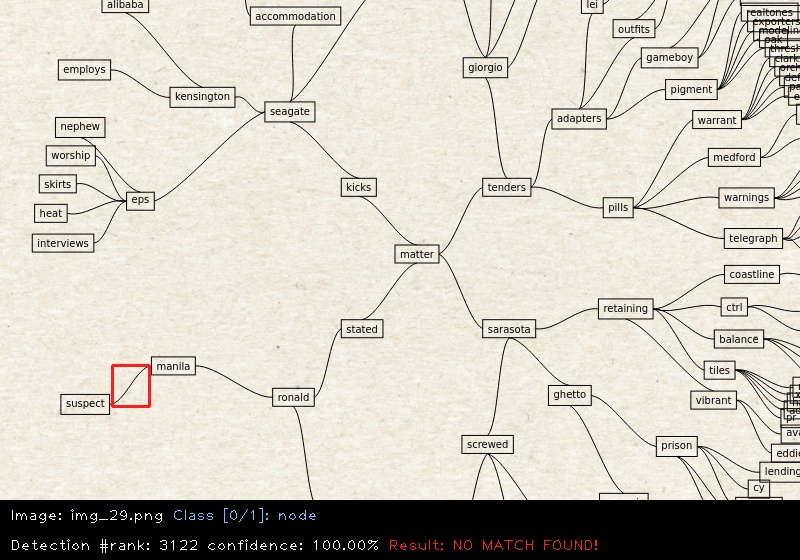 alibaba
accommodation
lei
outfits
realtones
employs
kensington
seagate
giorgio
gameboy
pigment
adapters
warrant
nephew
worship
skirts
heat
interviews
eps
kicks
tenders
pills
medford
warnings
telegraph
matter
coastline
ctrl
balance
tiles
vibrant
retaining
stated
sarasota
manila
suspect
ronald
ghetto
screwed
prison
eddie
lending
cy
Image: img_29.png Class [0/1]: node
Detection #rank: 3122 confidence: 100.00% Result: NO MATCH FOUND!